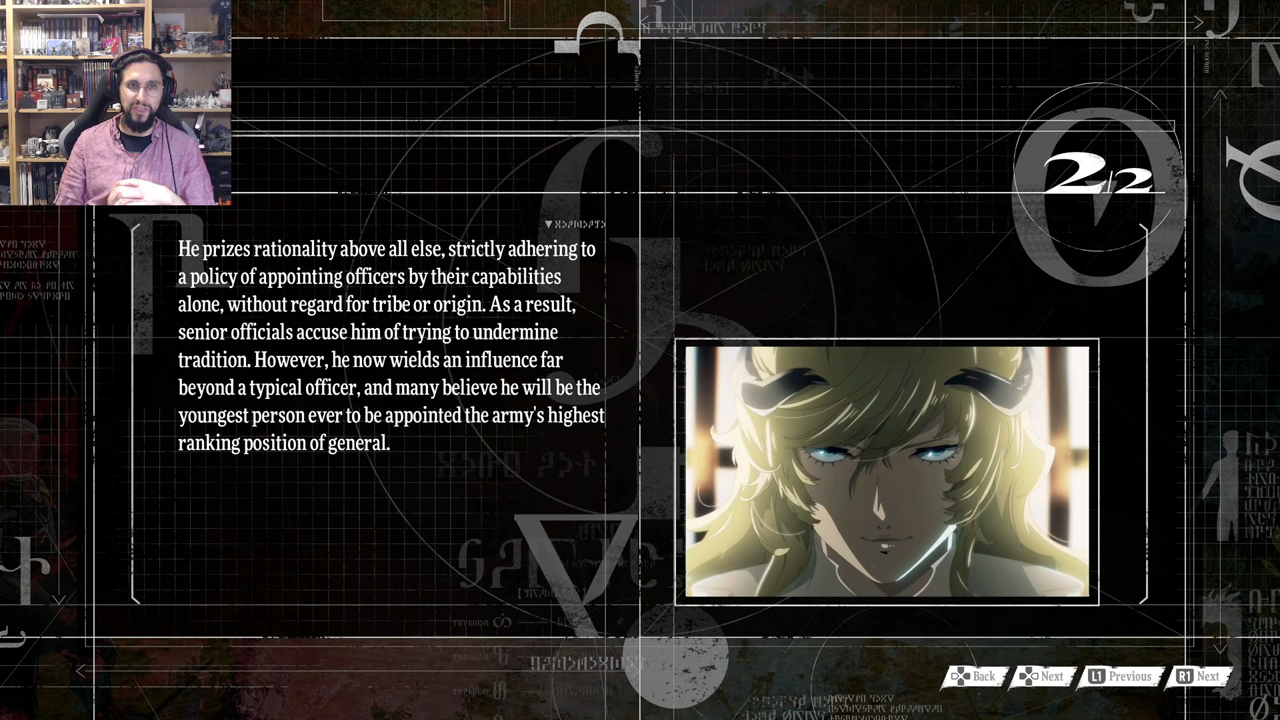 2/2
He prizes rationality above all else, strictly adhering to
a policy of appointing officers by their capabilities
alone, without regard for tribe or origin. As a result,
senior officials accuse him of trying to undermine
tradition. However, he now wields an influence far
beyond a typical officer, and many believe he will be the
youngest person ever to be appointed the army's highest
ranking position of general.
Back Next L1 Previous R1 Next